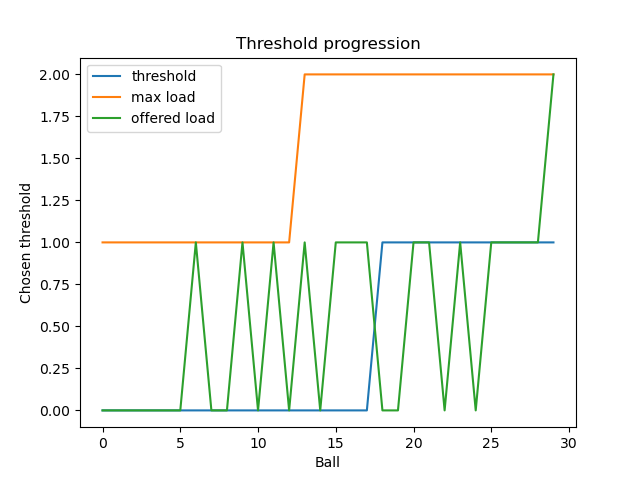 Threshold progression
threshold
max load
offered load
2.00
1.75
1.50
1.25
1.00
0.75
0.50
0.25
0.00
Chosen threshold
0 5 10 15 20 25 30
Ball